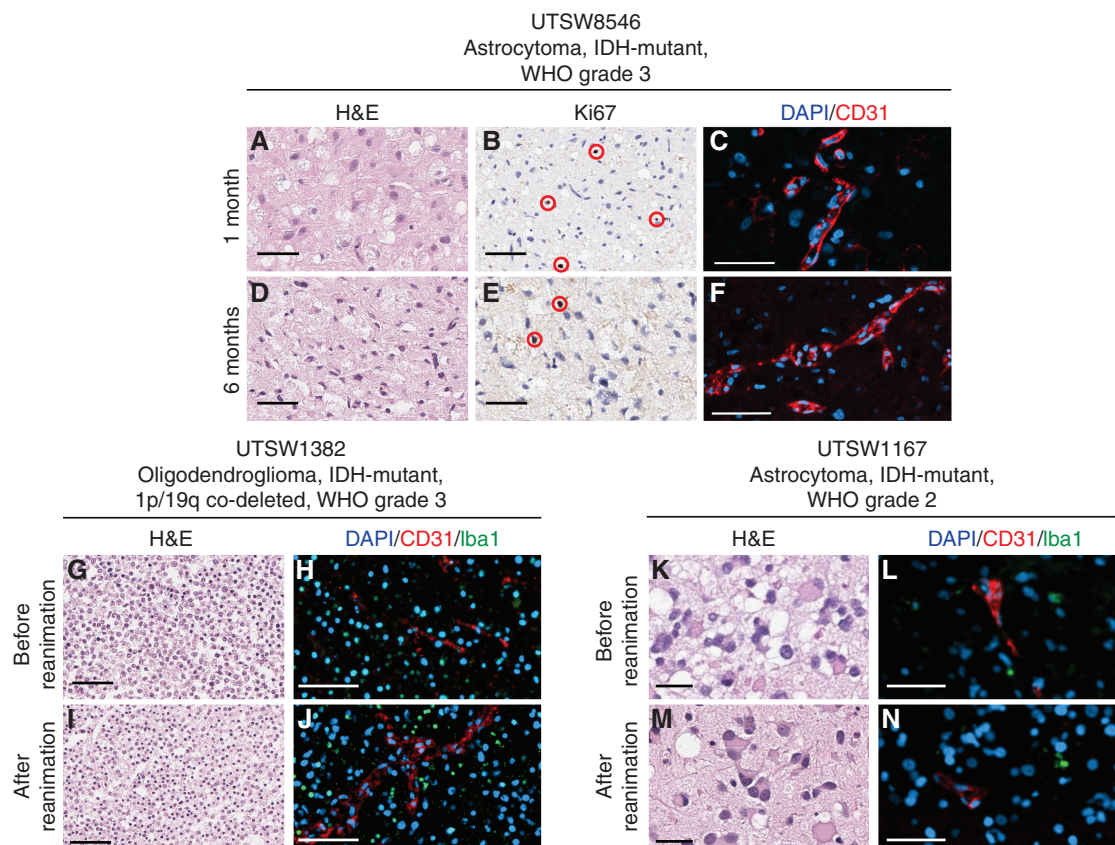 UTSW8546
Astrocytoma, IDH-mutant,
WHO grade 3
H&E
Ki67
DAPI/CD31
A
B
C
1 month
D
E
F
6 months
UTSW1382
Oligodendroglioma, IDH-mutant,
1p/19q co-deleted, WHO grade 3
H&E
DAPI/CD31/Iba1
G
H
Before
reanimation
I
J
After
reanimation
UTSW1167
Astrocytoma, IDH-mutant,
WHO grade 2
H&E
DAPI/CD31/Iba1
K
L
Before
reanimation
M
N
After
reanimation